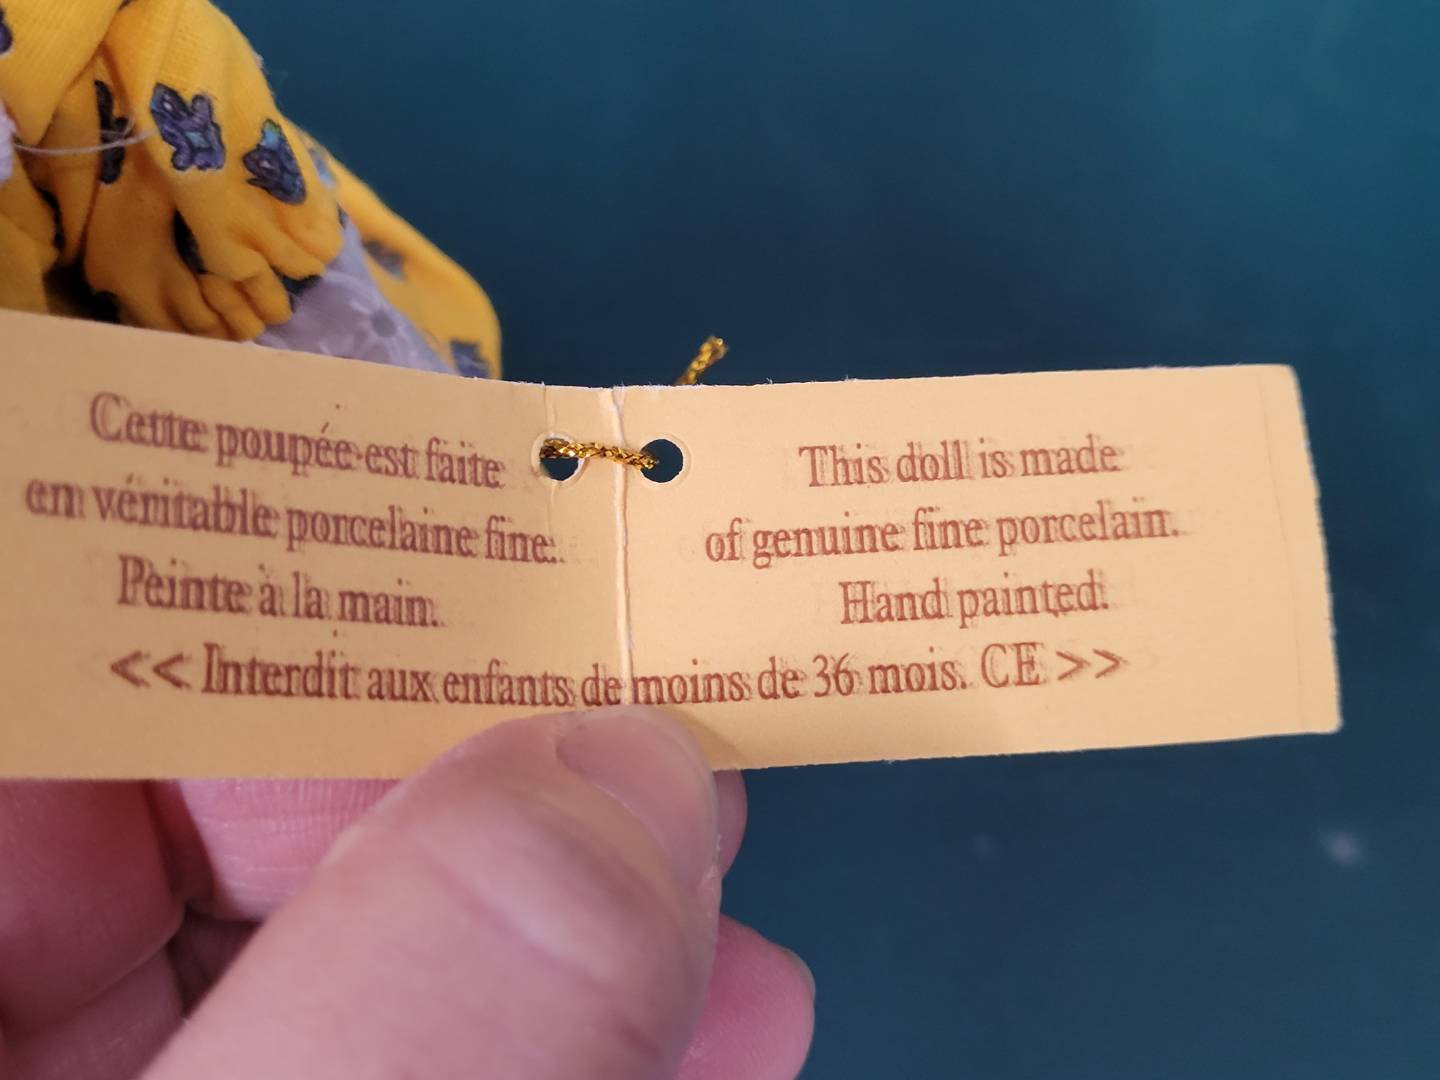 Cette poupée est faite
en véritable porcelaine fine.
Peinte à la main.
This doll is made
of genuine fine porcelain.
Hand painted.
<< Interdit aux enfants de moins de 36 mois. CE >>